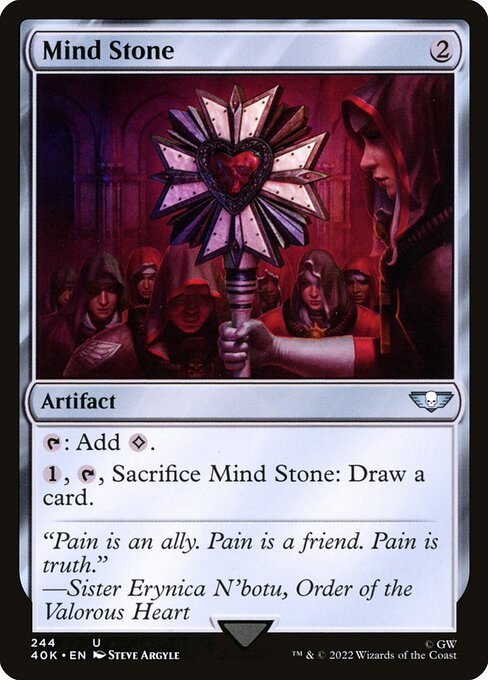 Mind Stone 2
Artifact
: Add .
1, , Sacrifice Mind Stone: Draw a
card.
“Pain is an ally. Pain is a friend. Pain is
truth.”
—Sister Erynica N’botu, Order of the
Valorous Heart
244 U
40K • EN Steve Argyle
© GW
™ & © 2022 Wizards of the Coast